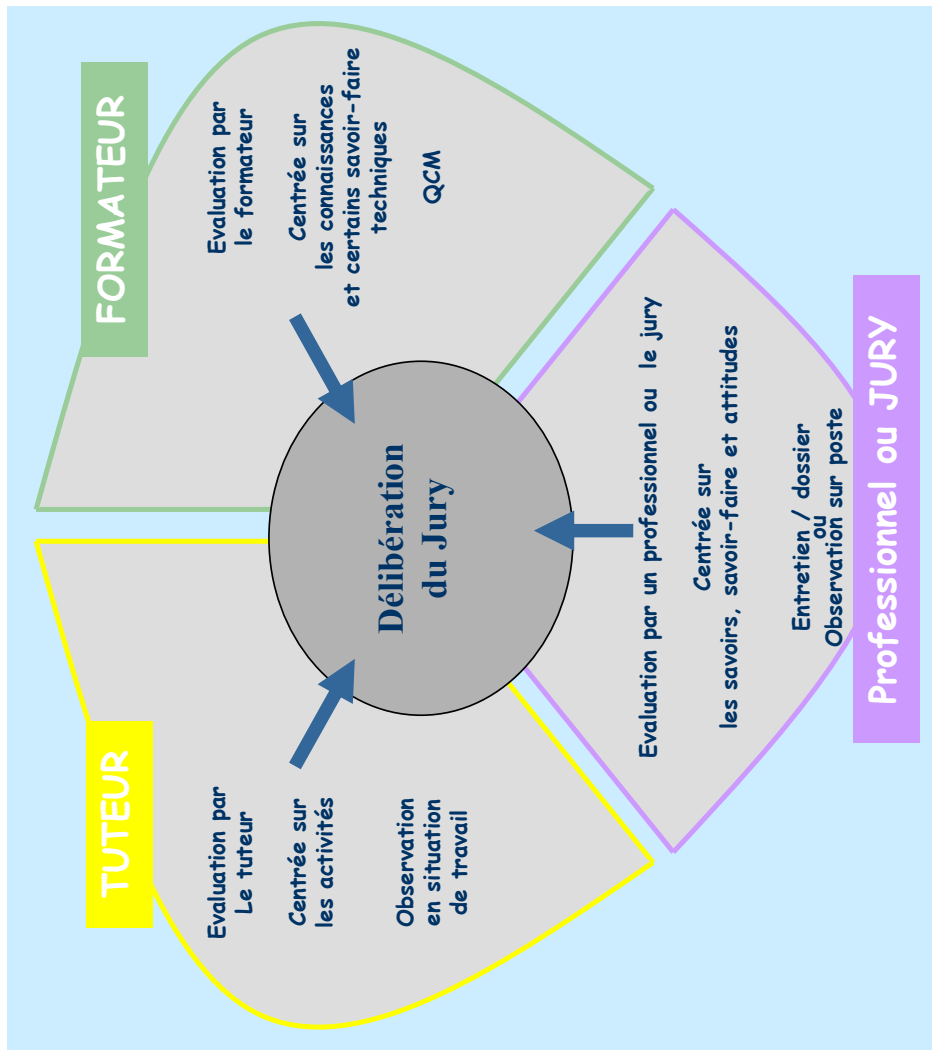 TUTEUR
Evaluation par
Le tuteur
Centrée sur
les activités
Observation
en situation
de travail
FORMATEUR
Evaluation par
le formateur
Centrée sur
les connaissances
et certains savoir-faire
techniques
QCM
Délibération
du Jury
Evaluation par un professionnel ou le jury
Centrée sur
les savoirs, savoir-faire et attitudes
Entretien / dossier
ou
Observation sur poste
Professionnel ou JURY